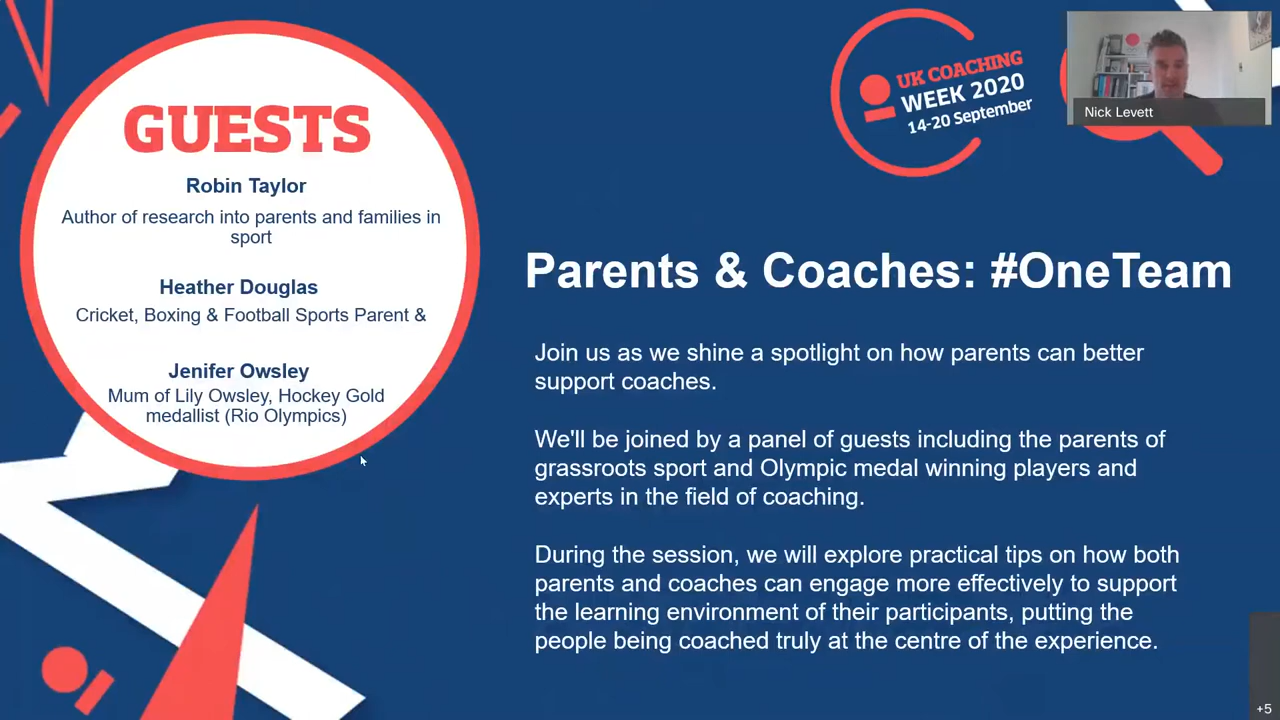 GUESTS
Robin Taylor
Author of research into parents and families in
sport
Heather Douglas
Cricket, Boxing & Football Sports Parent &
Jenifer Owsley
Mum of Lily Owsley, Hockey Gold
medallist (Rio Olympics)
UK COACHING
WEEK 2020
14-20 September
Nick Levett
Parents & Coaches: #OneTeam
Join us as we shine a spotlight on how parents can better
support coaches.
We'll be joined by a panel of guests including the parents of
grassroots sport and Olympic medal winning players and
experts in the field of coaching.
During the session, we will explore practical tips on how both
parents and coaches can engage more effectively to support
the learning environment of their participants, putting the
people being coached truly at the centre of the experience.
+5